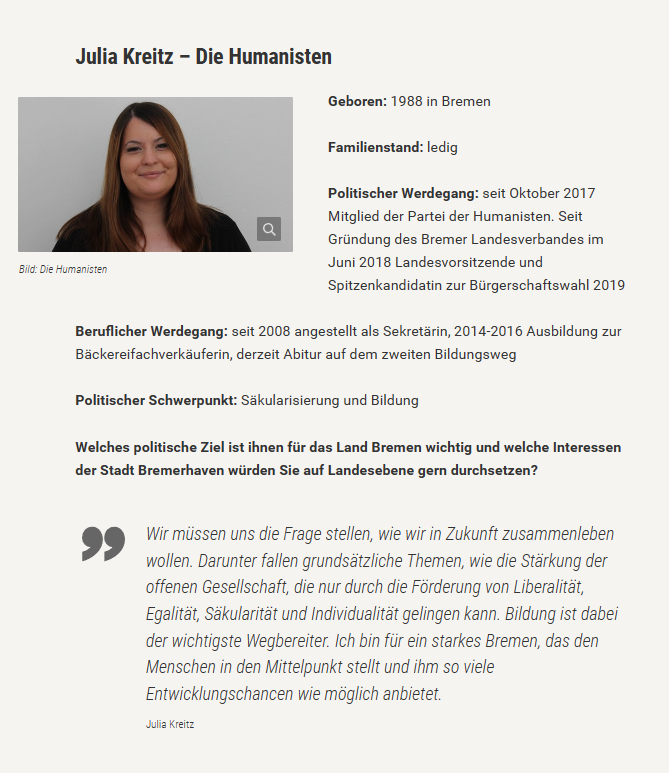 Julia Kreitz – Die Humanisten
Geboren: 1988 in Bremen
Familienstand: ledig
Politischer Werdegang: seit Oktober 2017
Mitglied der Partei der Humanisten. Seit
Gründung des Bremer Landesverbandes im
Juni 2018 Landesvorsitzende und
Spitzenkandidatin zur Bürgerschaftswahl 2019
Bild: Die Humanisten
Beruflicher Werdegang: seit 2008 angestellt als Sekretärin, 2014-2016 Ausbildung zur
Bäckereifachverkäuferin, derzeit Abitur auf dem zweiten Bildungsweg
Politischer Schwerpunkt: Säkularisierung und Bildung
Welches politische Ziel ist ihnen für das Land Bremen wichtig und welche Interessen
der Stadt Bremerhaven würden Sie auf Landesebene gern durchsetzen?
Wir müssen uns die Frage stellen, wie wir in Zukunft zusammenleben
wollen. Darunter fallen grundsätzliche Themen, wie die Stärkung der
offenen Gesellschaft, die nur durch die Förderung von Liberalität,
Egalität, Säkularität und Individualität gelingen kann. Bildung ist dabei
der wichtigste Wegbereiter. Ich bin für ein starkes Bremen, das den
Menschen in den Mittelpunkt stellt und ihm so viele
Entwicklungschancen wie möglich anbietet.
Julia Kreitz